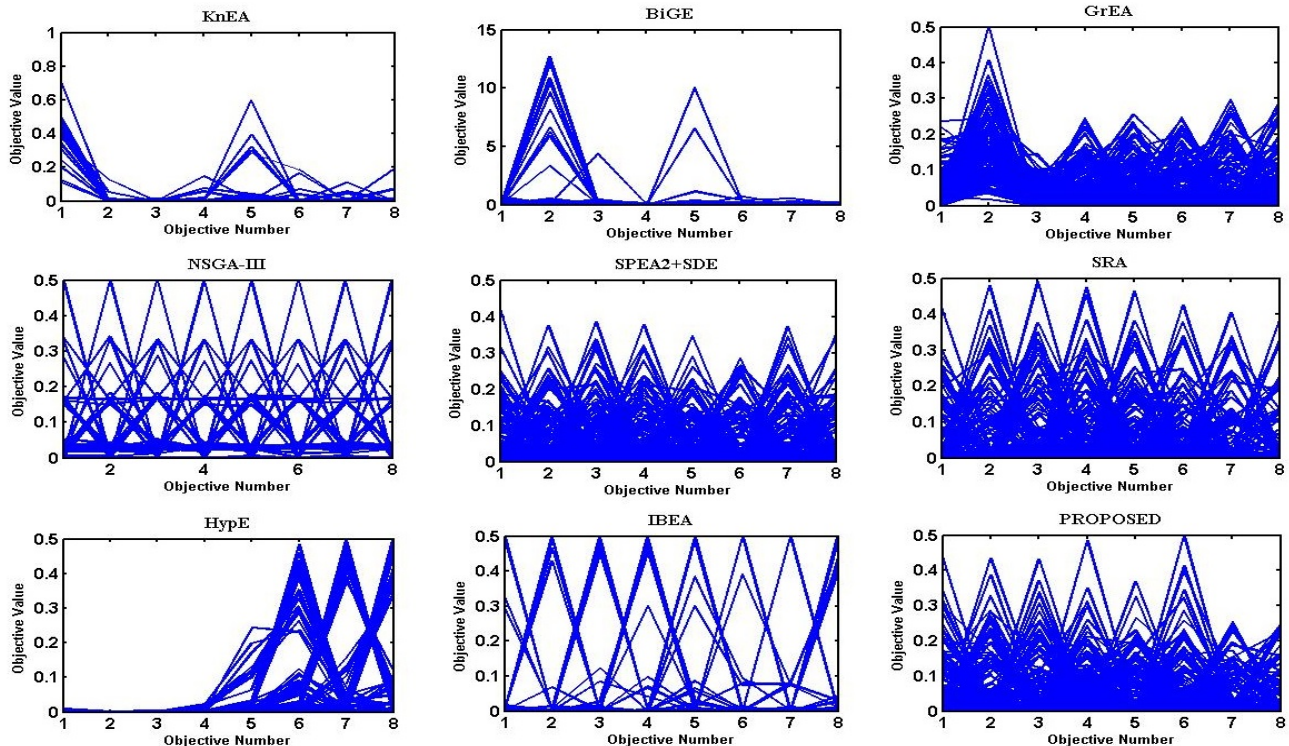 KnEA
Objective Value
1
0.8
0.6
0.4
0.2
0
1 2 3 4 5 6 7 8
Objective Number
BiGE
Objective Value
15
10
5
0
1 2 3 4 5 6 7 8
Objective Number
GrEA
Objective Value
0.5
0.4
0.3
0.2
0.1
0
1 2 3 4 5 6 7 8
Objective Number
NSGA-III
Objective Value
0.5
0.4
0.3
0.2
0.1
0
2 3 4 5 6 7 8
Objective Number
SPEA2+SDE
Objective Value
0.5
0.4
0.3
0.2
0.1
0
1 2 3 4 5 6 7 8
Objective Number
SRA
Objective Value
0.5
0.4
0.3
0.2
0.1
0
1 2 3 4 5 6 7 8
Objective Number
HypE
Objective Value
0.5
0.4
0.3
0.2
0.1
0
1 2 3 4 5 6 7 8
Objective Number
IBEA
Objective Value
0.5
0.4
0.3
0.2
0.1
0
1 2 3 4 5 6 7 8
Objective Number
PROPOSED
Objective Value
0.5
0.4
0.3
0.2
0.1
0
1 2 3 4 5 6 7 8
Objective Number